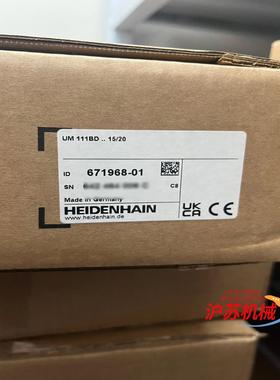 UM 111BD .. 15/20
ID 671968-01
SN
C8
Made in Germany
HEIDENHAIN
www.heidenhain.de
UK
CA
CE
沪苏机械